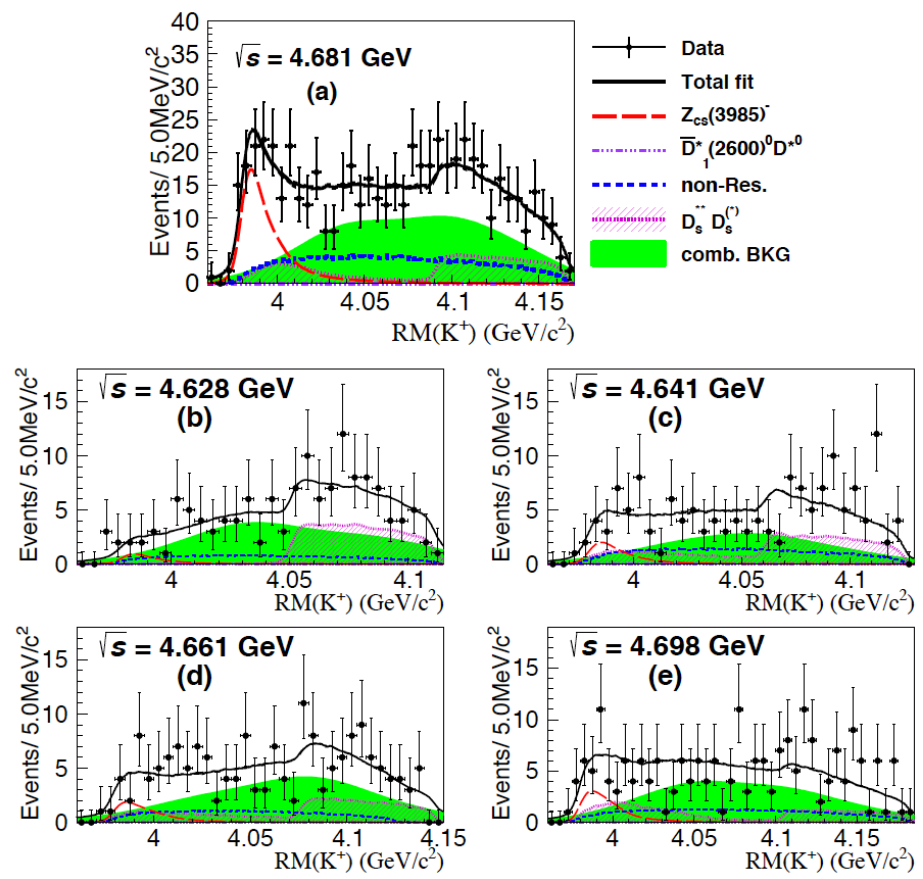 √s = 4.681 GeV
(a)
Events/ 5.0MeV/c²
40
35
30
25
20
15
10
5
0
4 4.05 4.1 4.15
RM(K⁺) (GeV/c²)
Data
Total fit
Z_cs(3985)⁻
D̅*₁(2600)⁰D*⁰
non-Res.
D_s^** D_s^(*)
comb. BKG
√s = 4.628 GeV
(b)
Events/ 5.0MeV/c²
15
10
5
0
4 4.05 4.1
RM(K⁺) (GeV/c²)
√s = 4.641 GeV
(c)
Events/ 5.0MeV/c²
15
10
5
0
4 4.05 4.1
RM(K⁺) (GeV/c²)
√s = 4.661 GeV
(d)
Events/ 5.0MeV/c²
15
10
5
0
4 4.05 4.1 4.15
RM(K⁺) (GeV/c²)
√s = 4.698 GeV
(e)
Events/ 5.0MeV/c²
15
10
5
0
4 4.05 4.1 4.15
RM(K⁺) (GeV/c²)